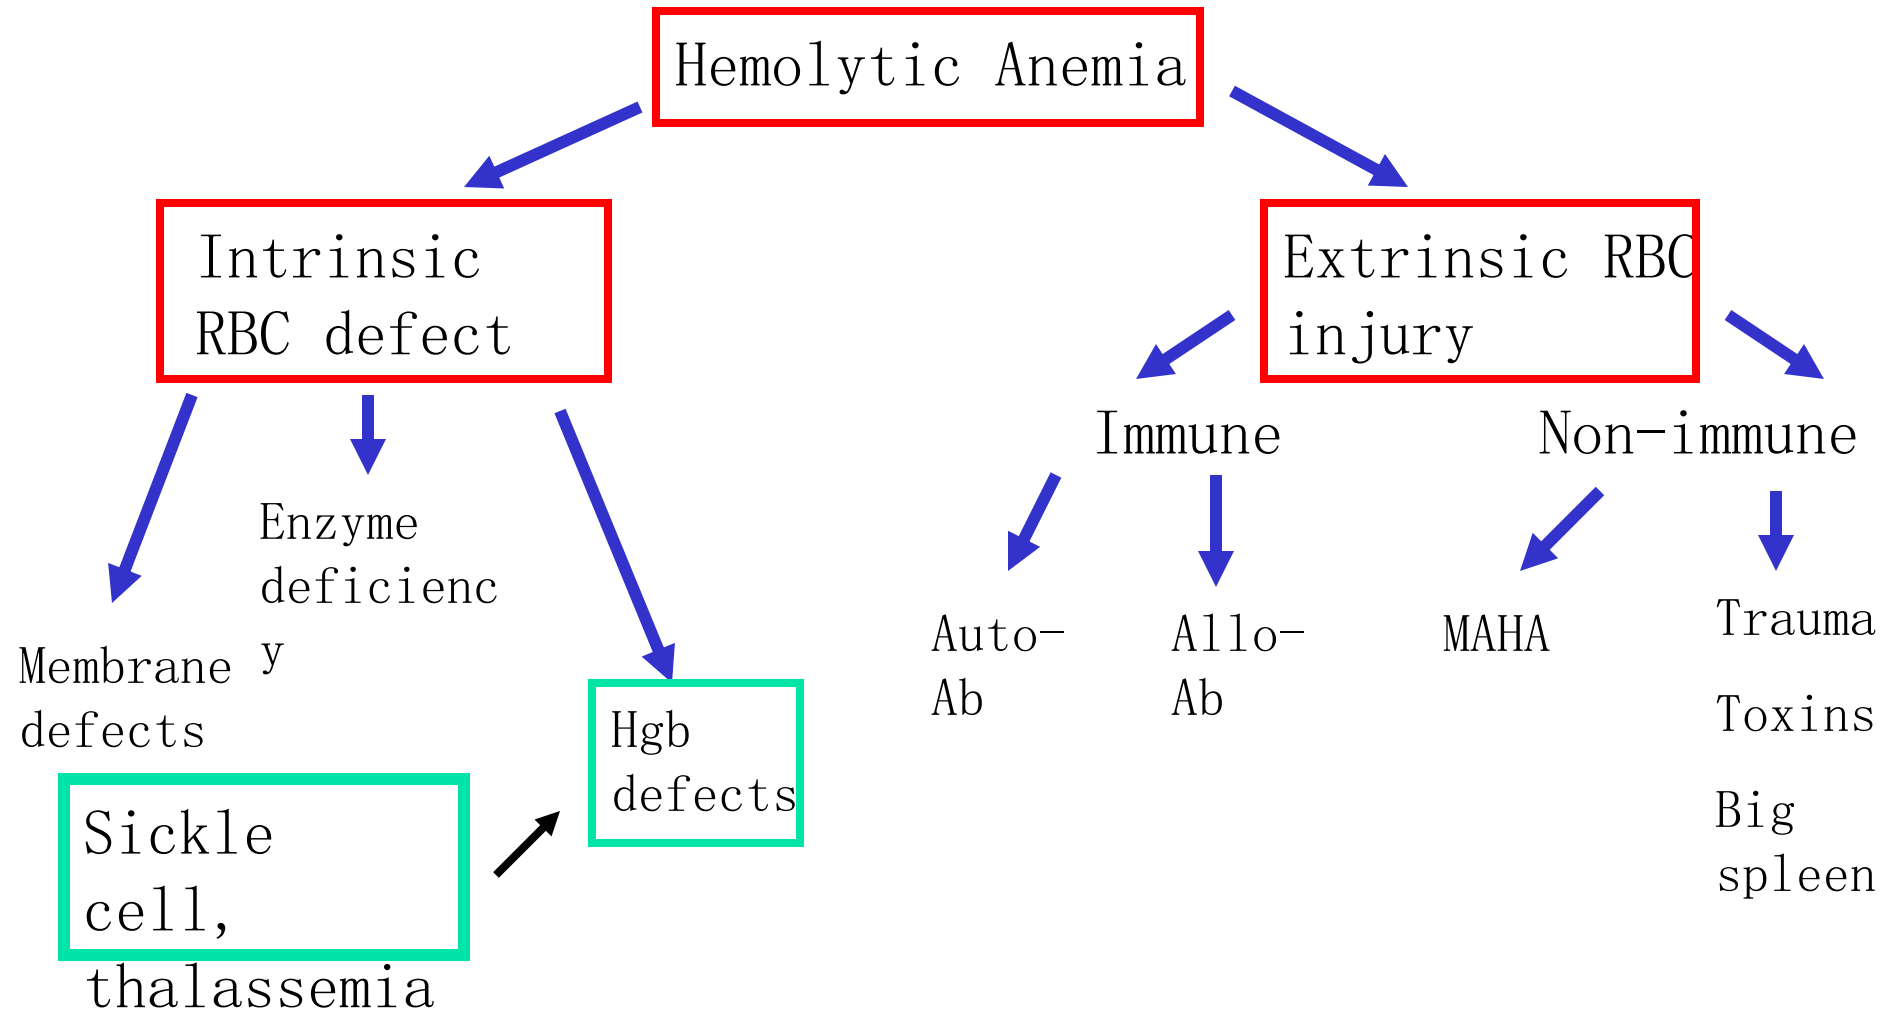 Hemolytic Anemia
Intrinsic
RBC defect
Extrinsic RBC
injury
Immune
Non-immune
Enzyme
deficienc
y
Membrane
defects
Hgb
defects
Sickle
cell,
thalassemia
Auto-
Ab
Allo-
Ab
MAHA
Trauma
Toxins
Big
spleen